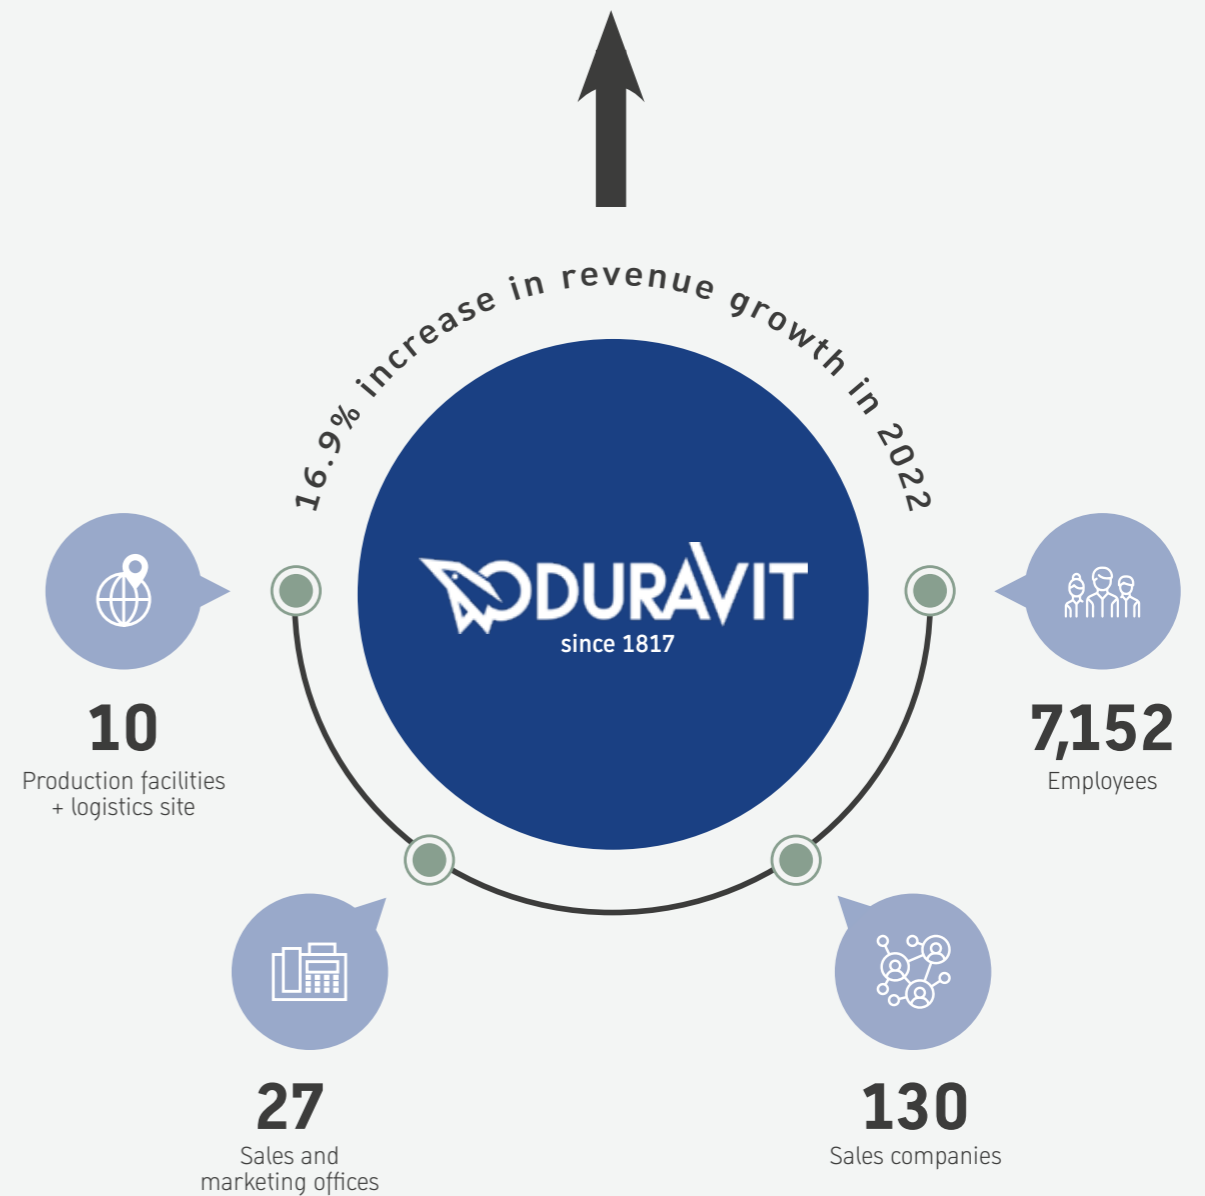 16.9% increase in revenue growth in 2022
DURAVIT
since 1817
10
Production facilities
+ logistics site
7,152
Employees
27
Sales and
marketing offices
130
Sales companies